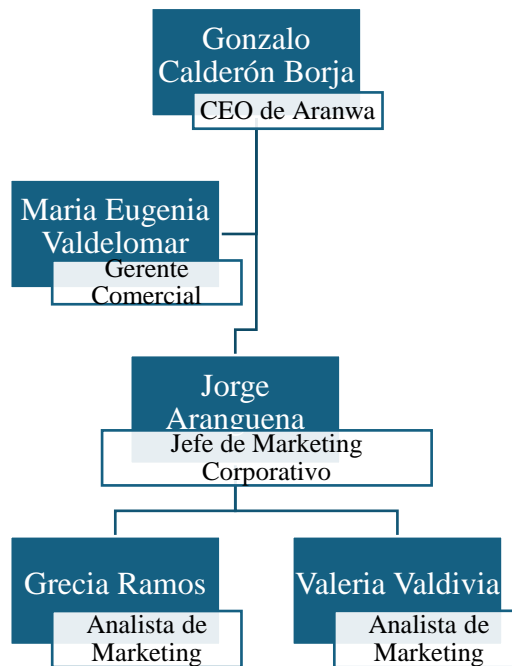 Gonzalo
Calderón Borja
CEO de Aranwa
Maria Eugenia
Valdelomar
Gerente
Comercial
Jorge
Aranguena
Jefe de Marketing
Corporativo
Grecia Ramos
Analista de
Marketing
Valeria Valdivia
Analista de
Marketing